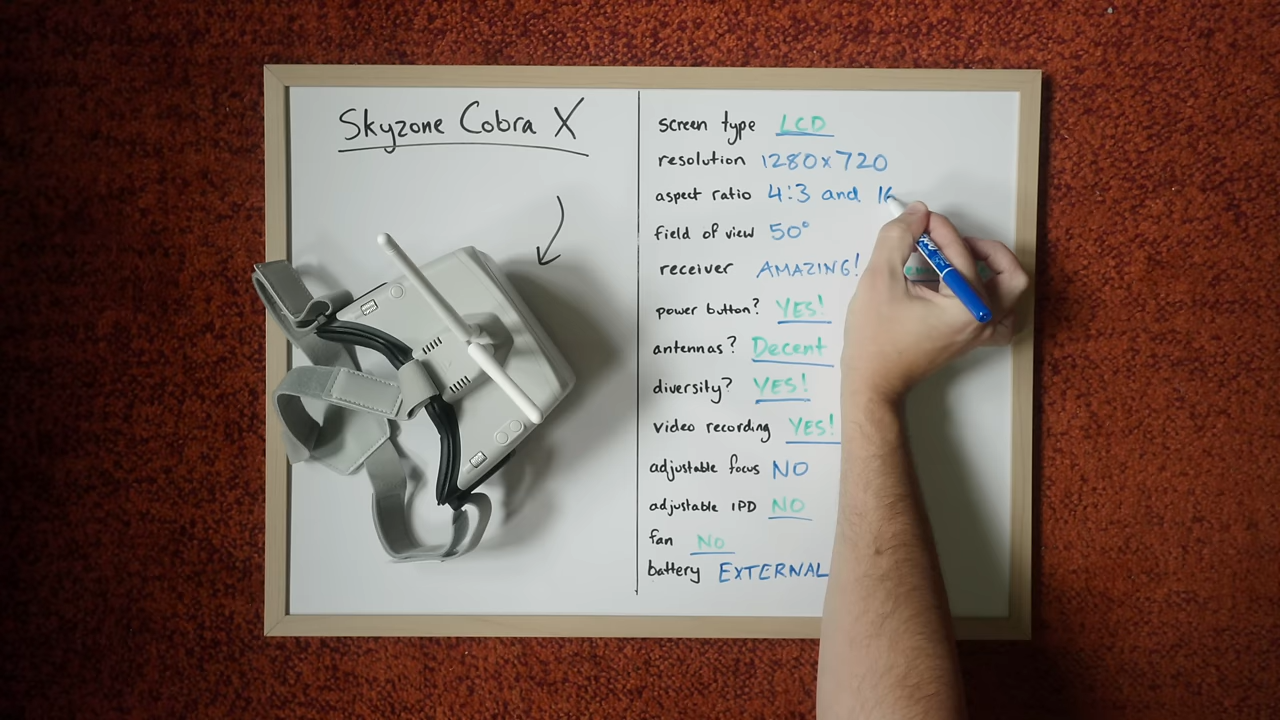 Skyzone Cobra X
screen type LCD
resolution 1280x720
aspect ratio 4:3 and 16
field of view 50°
receiver AMAZING!
power button? YES!
antennas? Decent
diversity? YES!
video recording YES!
adjustable focus NO
adjustable IPD NO
fan No
battery EXTERNAL